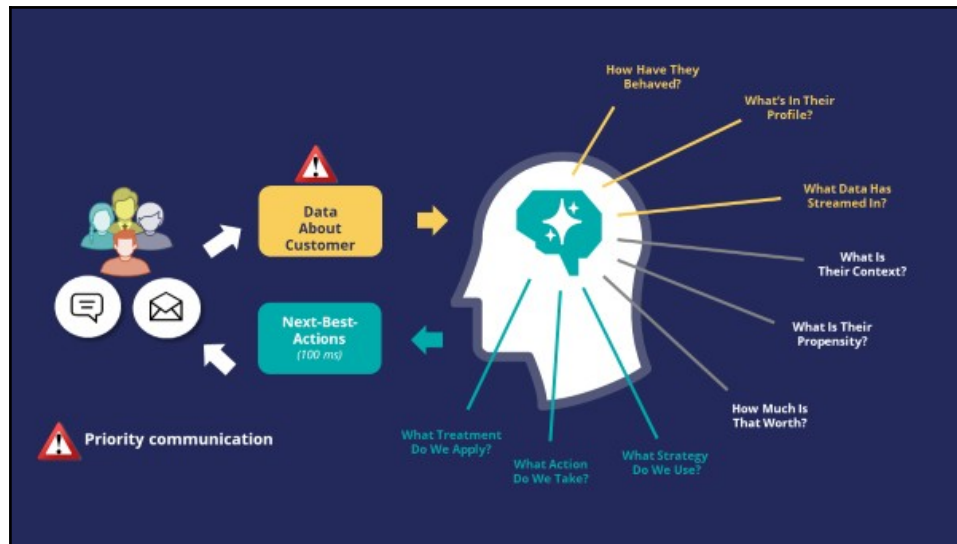 How Have They
Behaved?
What's In Their
Profile?
Data
About
Customer
What Data Has
Streamed In?
What Is
Their Context?
Next-Best-
Actions
(100 ms)
What Is Their
Propensity?
How Much Is
That Worth?
Priority communication
What Treatment
Do We Apply?
What Action
Do We Take?
What Strategy
Do We Use?